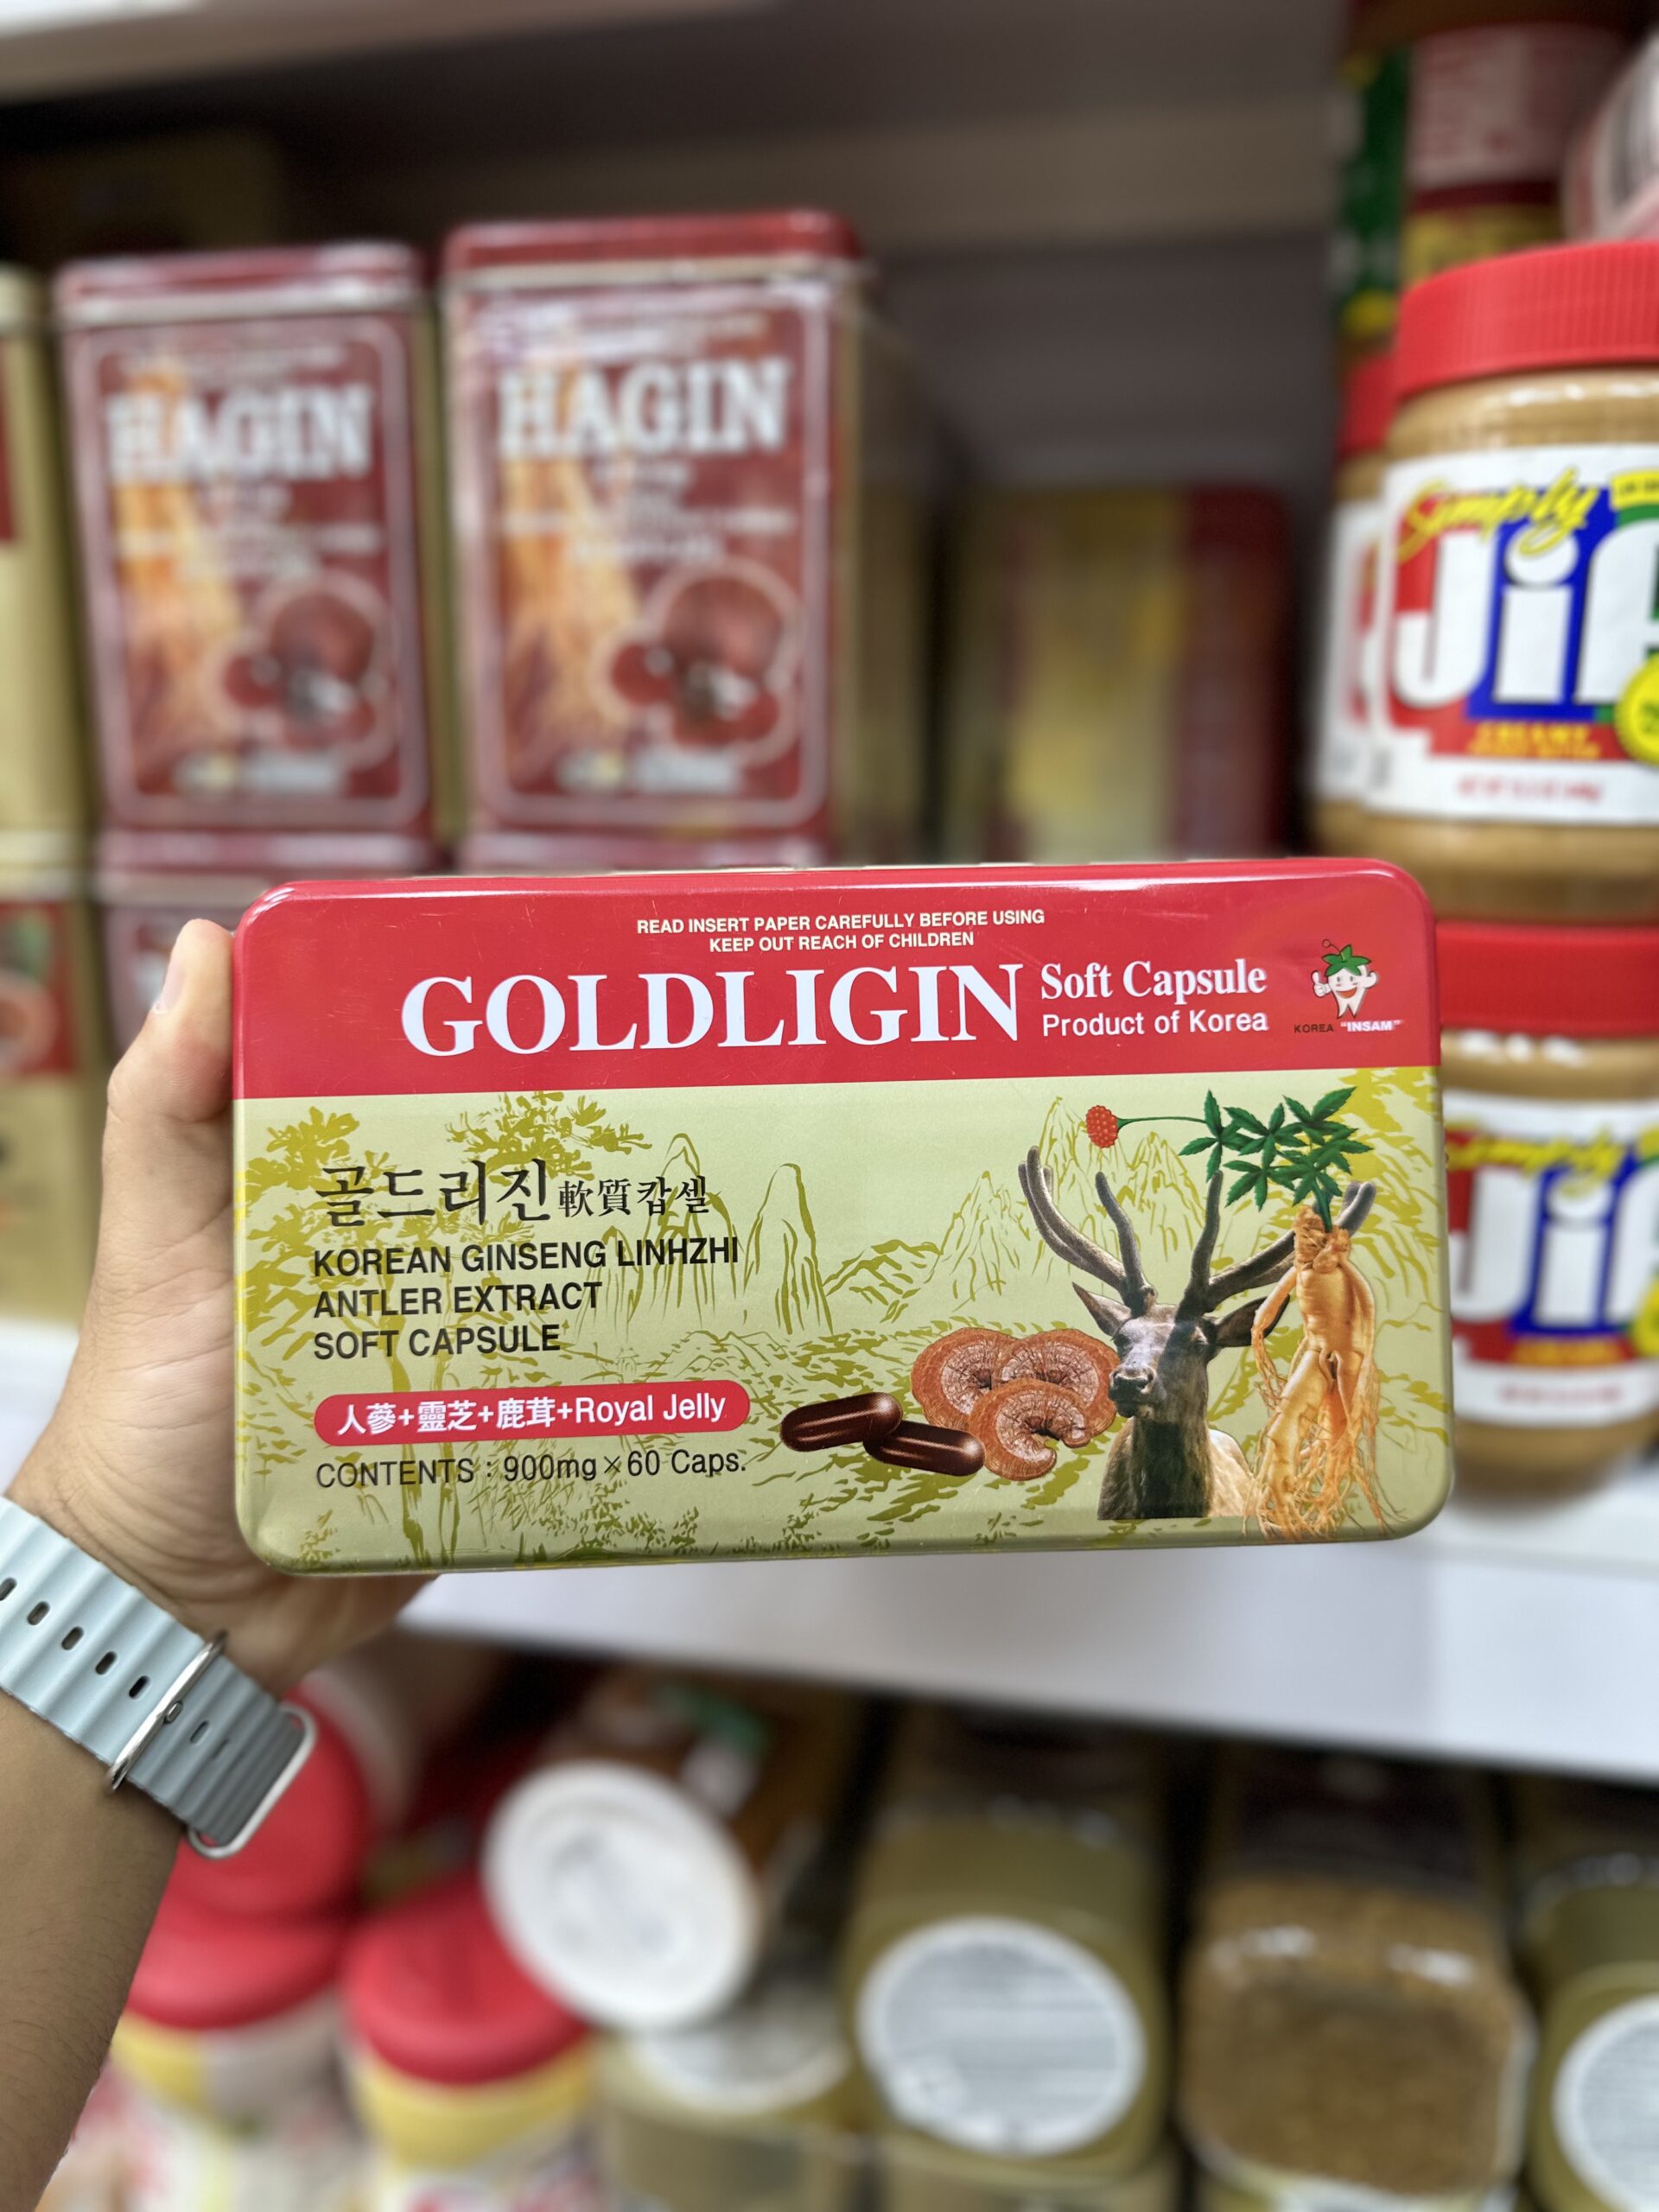 HAGIN
HAGIN
Simply
Jif
CREAMY
READ INSERT PAPER CAREFULLY BEFORE USING
KEEP OUT REACH OF CHILDREN
GOLDLIGIN Soft Capsule
Product of Korea
KOREA "INSAM"
골드리진 軟質캅셀
KOREAN GINSENG LINHZHI
ANTLER EXTRACT
SOFT CAPSULE
人蔘+靈芝+鹿茸+Royal Jelly
CONTENTS : 900mg×60 Caps.
Simply
Jif